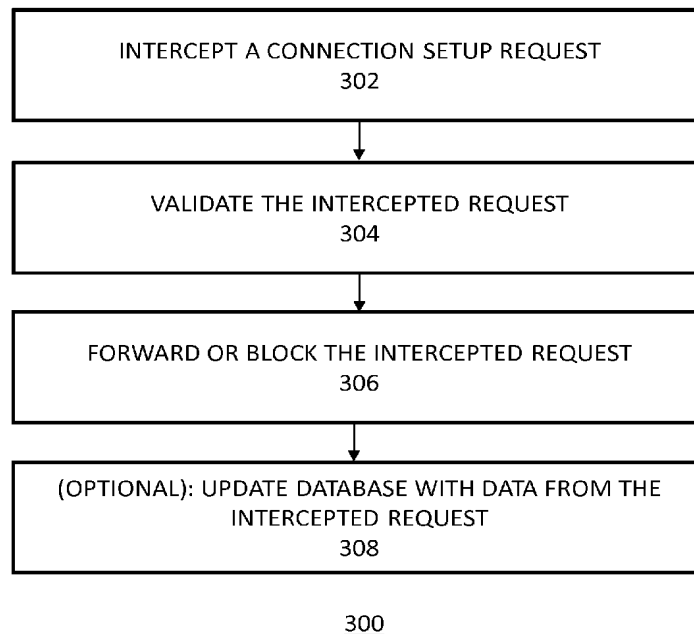 INTERCEPT A CONNECTION SETUP REQUEST
302
VALIDATE THE INTERCEPTED REQUEST
304
FORWARD OR BLOCK THE INTERCEPTED REQUEST
306
(OPTIONAL): UPDATE DATABASE WITH DATA FROM THE
INTERCEPTED REQUEST
308
300